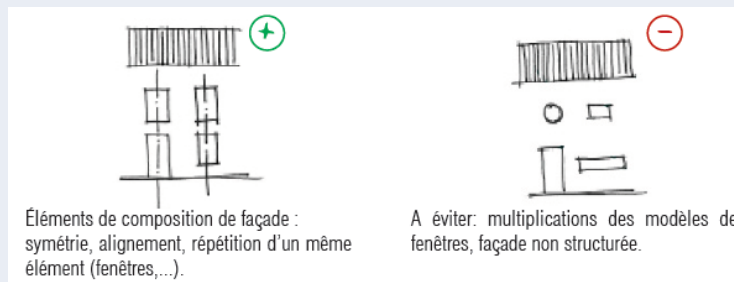 Éléments de composition de façade :
symétrie, alignement, répétition d'un même
élément (fenêtres,...).
A éviter: multiplications des modèles de
fenêtres, façade non structurée.